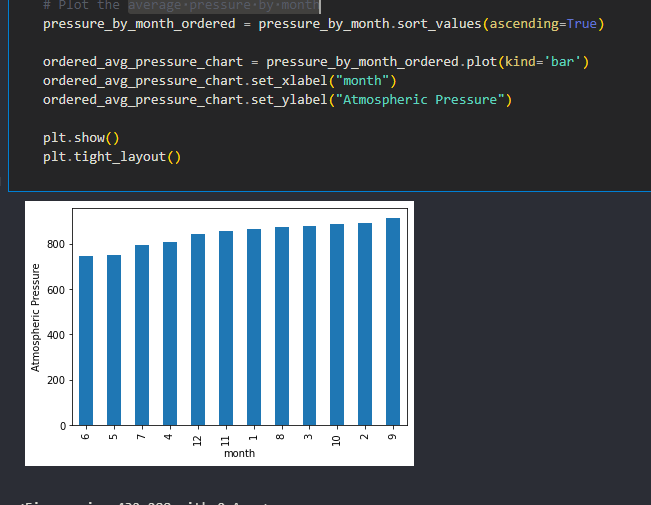 # Plot the average pressure by month
pressure_by_month_ordered = pressure_by_month.sort_values(ascending=True)
ordered_avg_pressure_chart = pressure_by_month_ordered.plot(kind='bar')
ordered_avg_pressure_chart.set_xlabel("month")
ordered_avg_pressure_chart.set_ylabel("Atmospheric Pressure")
plt.show()
plt.tight_layout()
Atmospheric Pressure
800
600
400
200
0
6 5 7 4 12 11 1 8 3 10 2 9
month